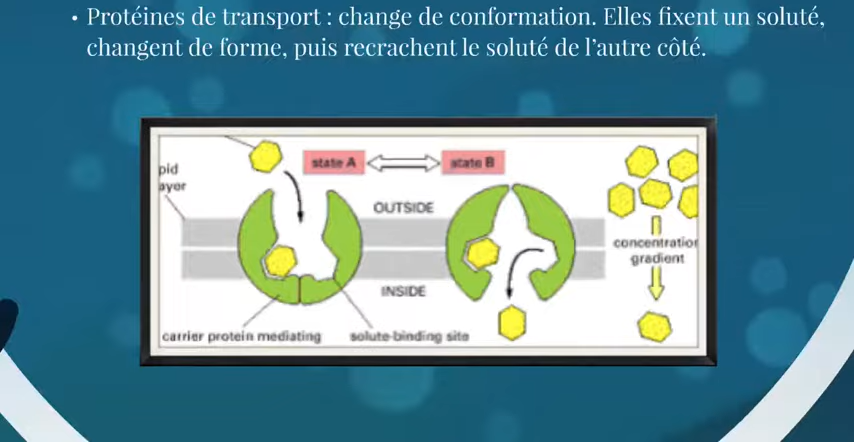 • Protéines de transport : change de conformation. Elles fixent un soluté,
changent de forme, puis recrachent le soluté de l’autre côté.
state A
state B
pid
ayer
OUTSIDE
concentration
gradient
INSIDE
carrier protein mediating
solute-binding site